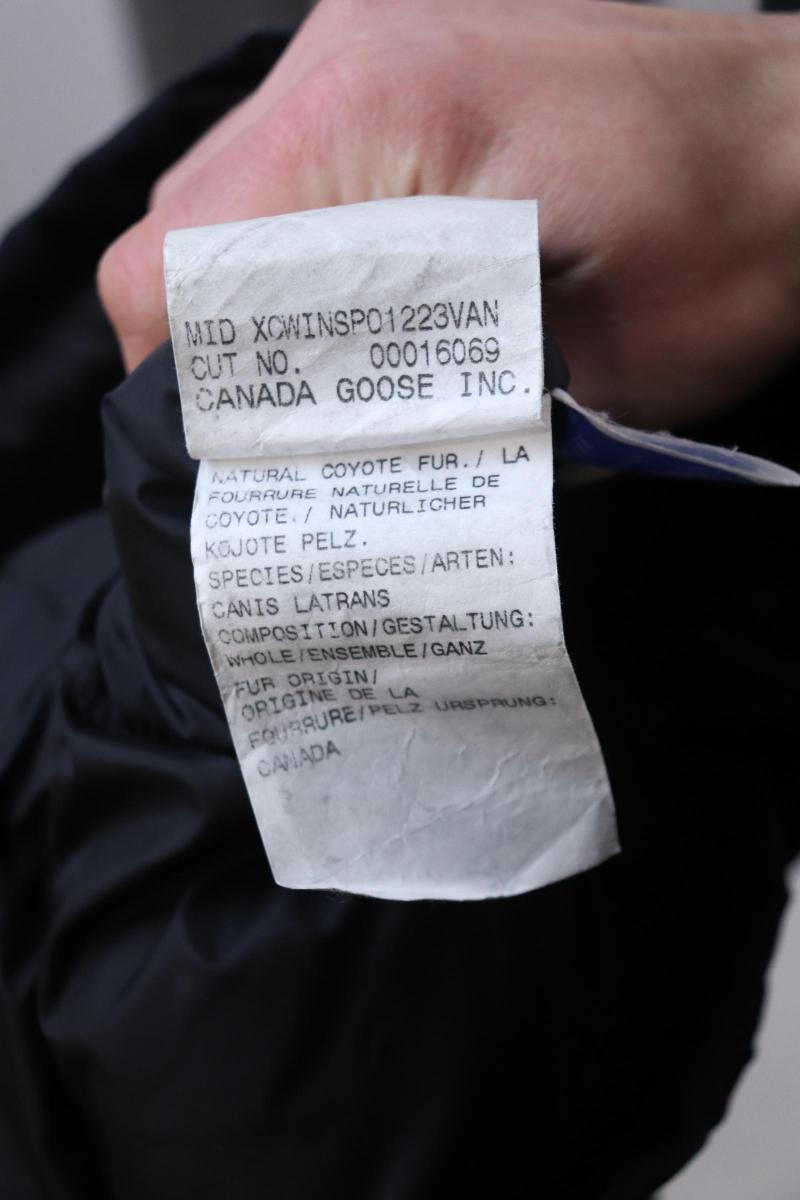 MID XCWINSPO1223VAN
CUT NO. 00016069
CANADA GOOSE INC.
NATURAL COYOTE FUR./ LA
FOURRURE NATURELLE DE
COYOTE./ NATURLICHER
KOJOTE PELZ.
SPECIES/ESPECES/ARTEN:
CANIS LATRANS
COMPOSITION/GESTALTUNG:
WHOLE/ENSEMBLE/GANZ
FUR ORIGIN/
ORIGINE DE LA
FOURRURE/PELZ URSPRUNG:
CANADA